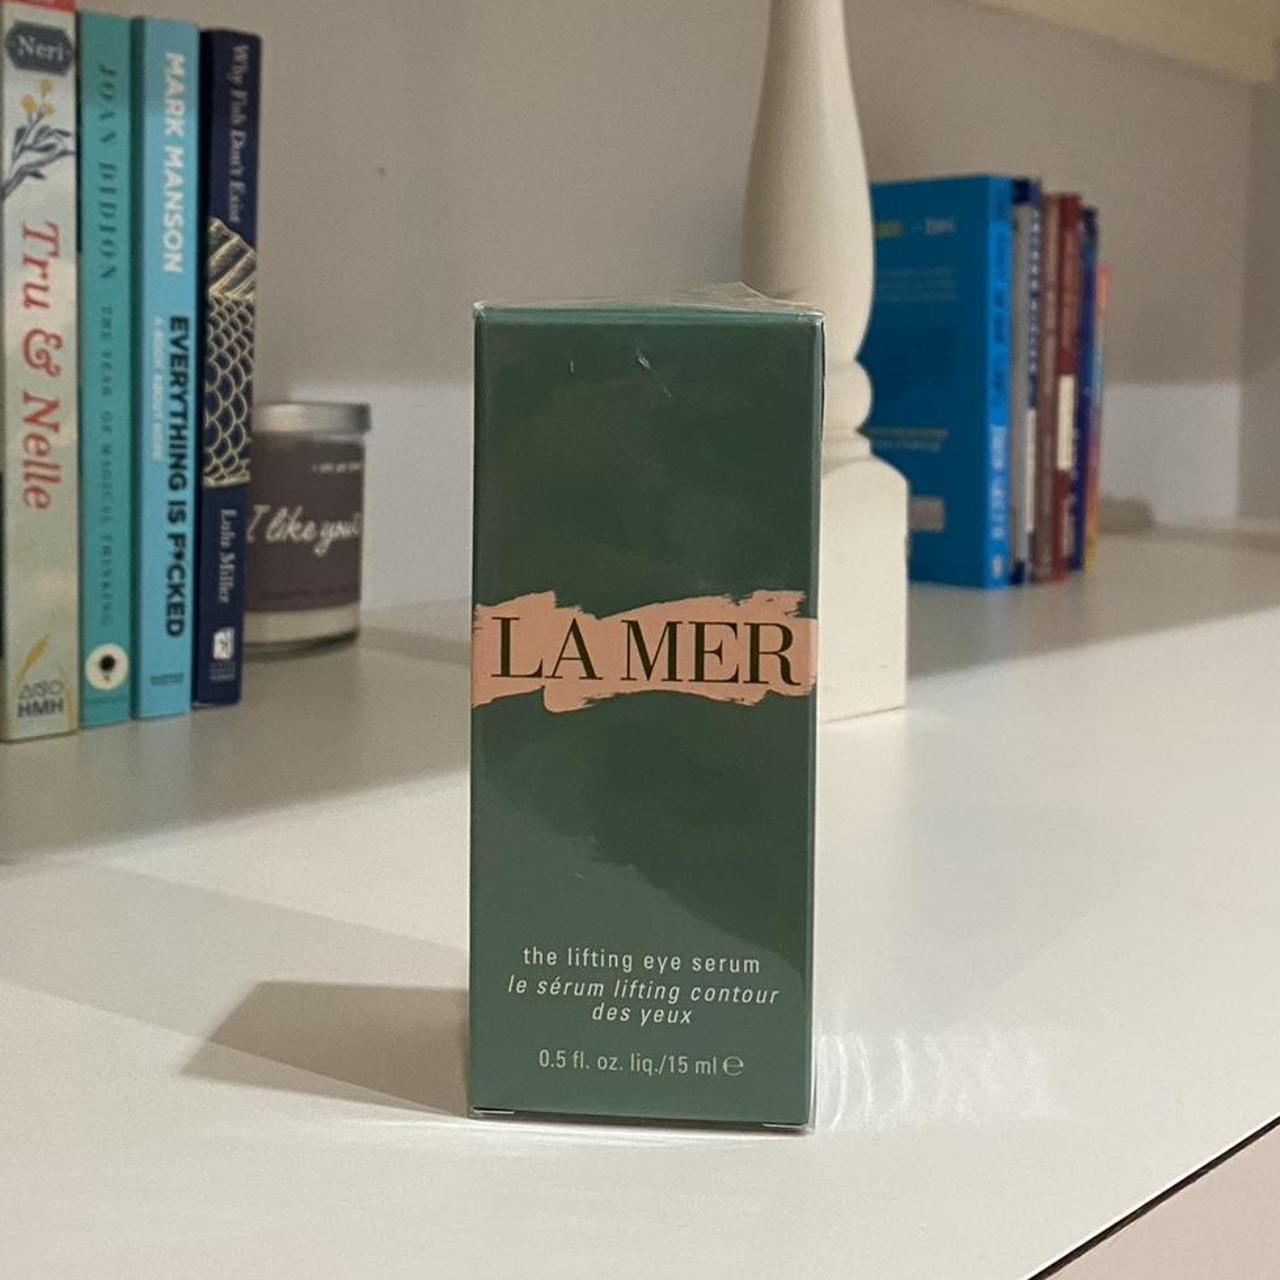 Neri
Tru & Nelle
HMH
JOAN DIDION THE YEAR OF MAGICAL THINKING
MARK MANSON
EVERYTHING IS F*CKED
A BOOK ABOUT HOPE
Why Fish Don't Exist
Lulu Miller
I like you
LA MER
the lifting eye serum
le sérum lifting contour
des yeux
0.5 fl. oz. liq./15 ml ℮